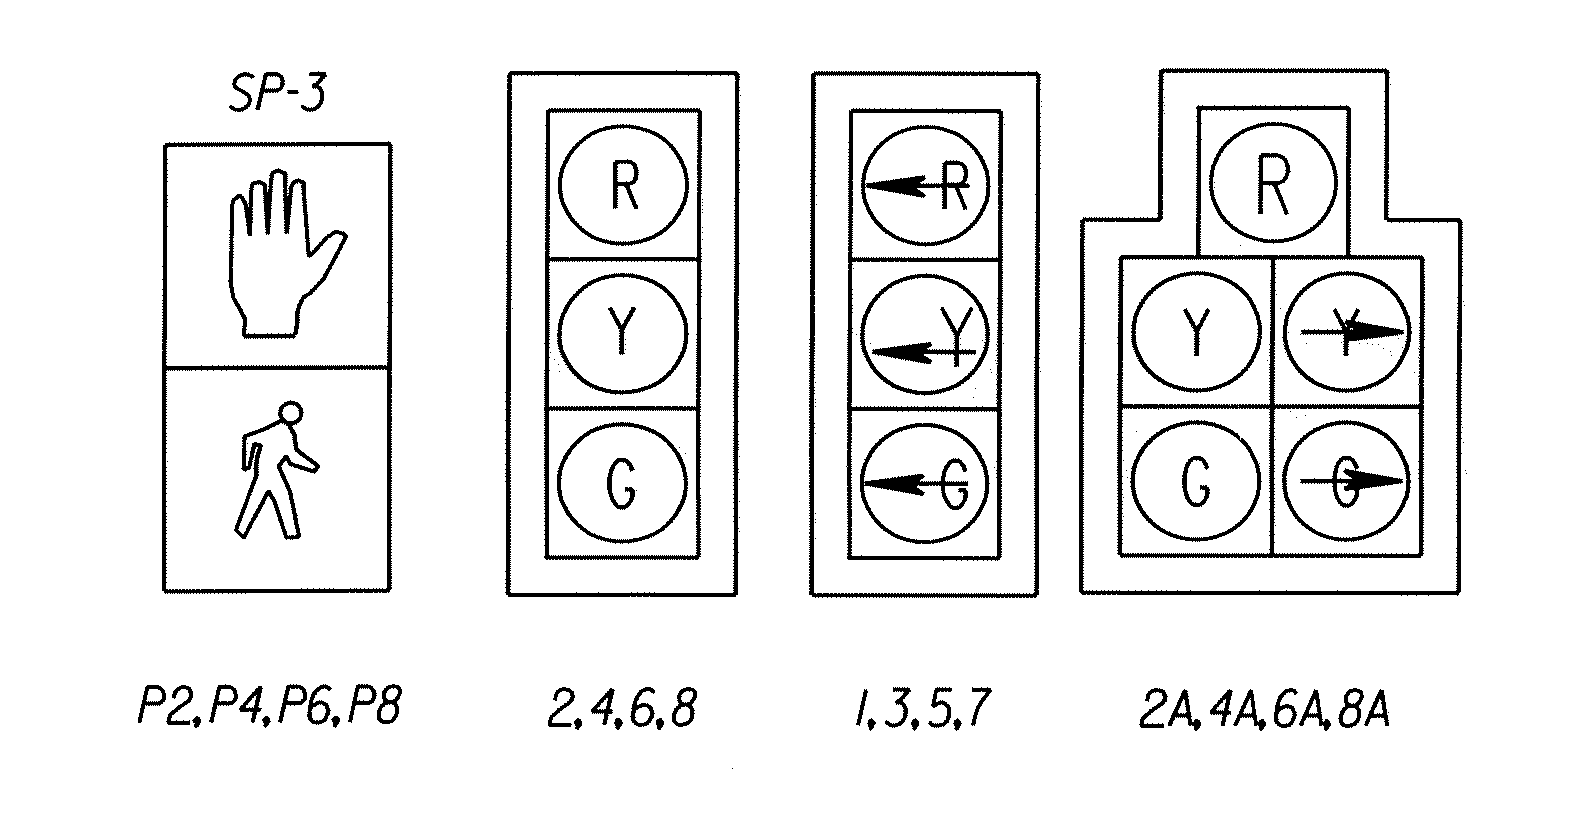 SP-3
R
Y
G
R
Y
G
R
Y Y
G G
P2, P4, P6, P8
2, 4, 6, 8
1, 3, 5, 7
2A, 4A, 6A, 8A